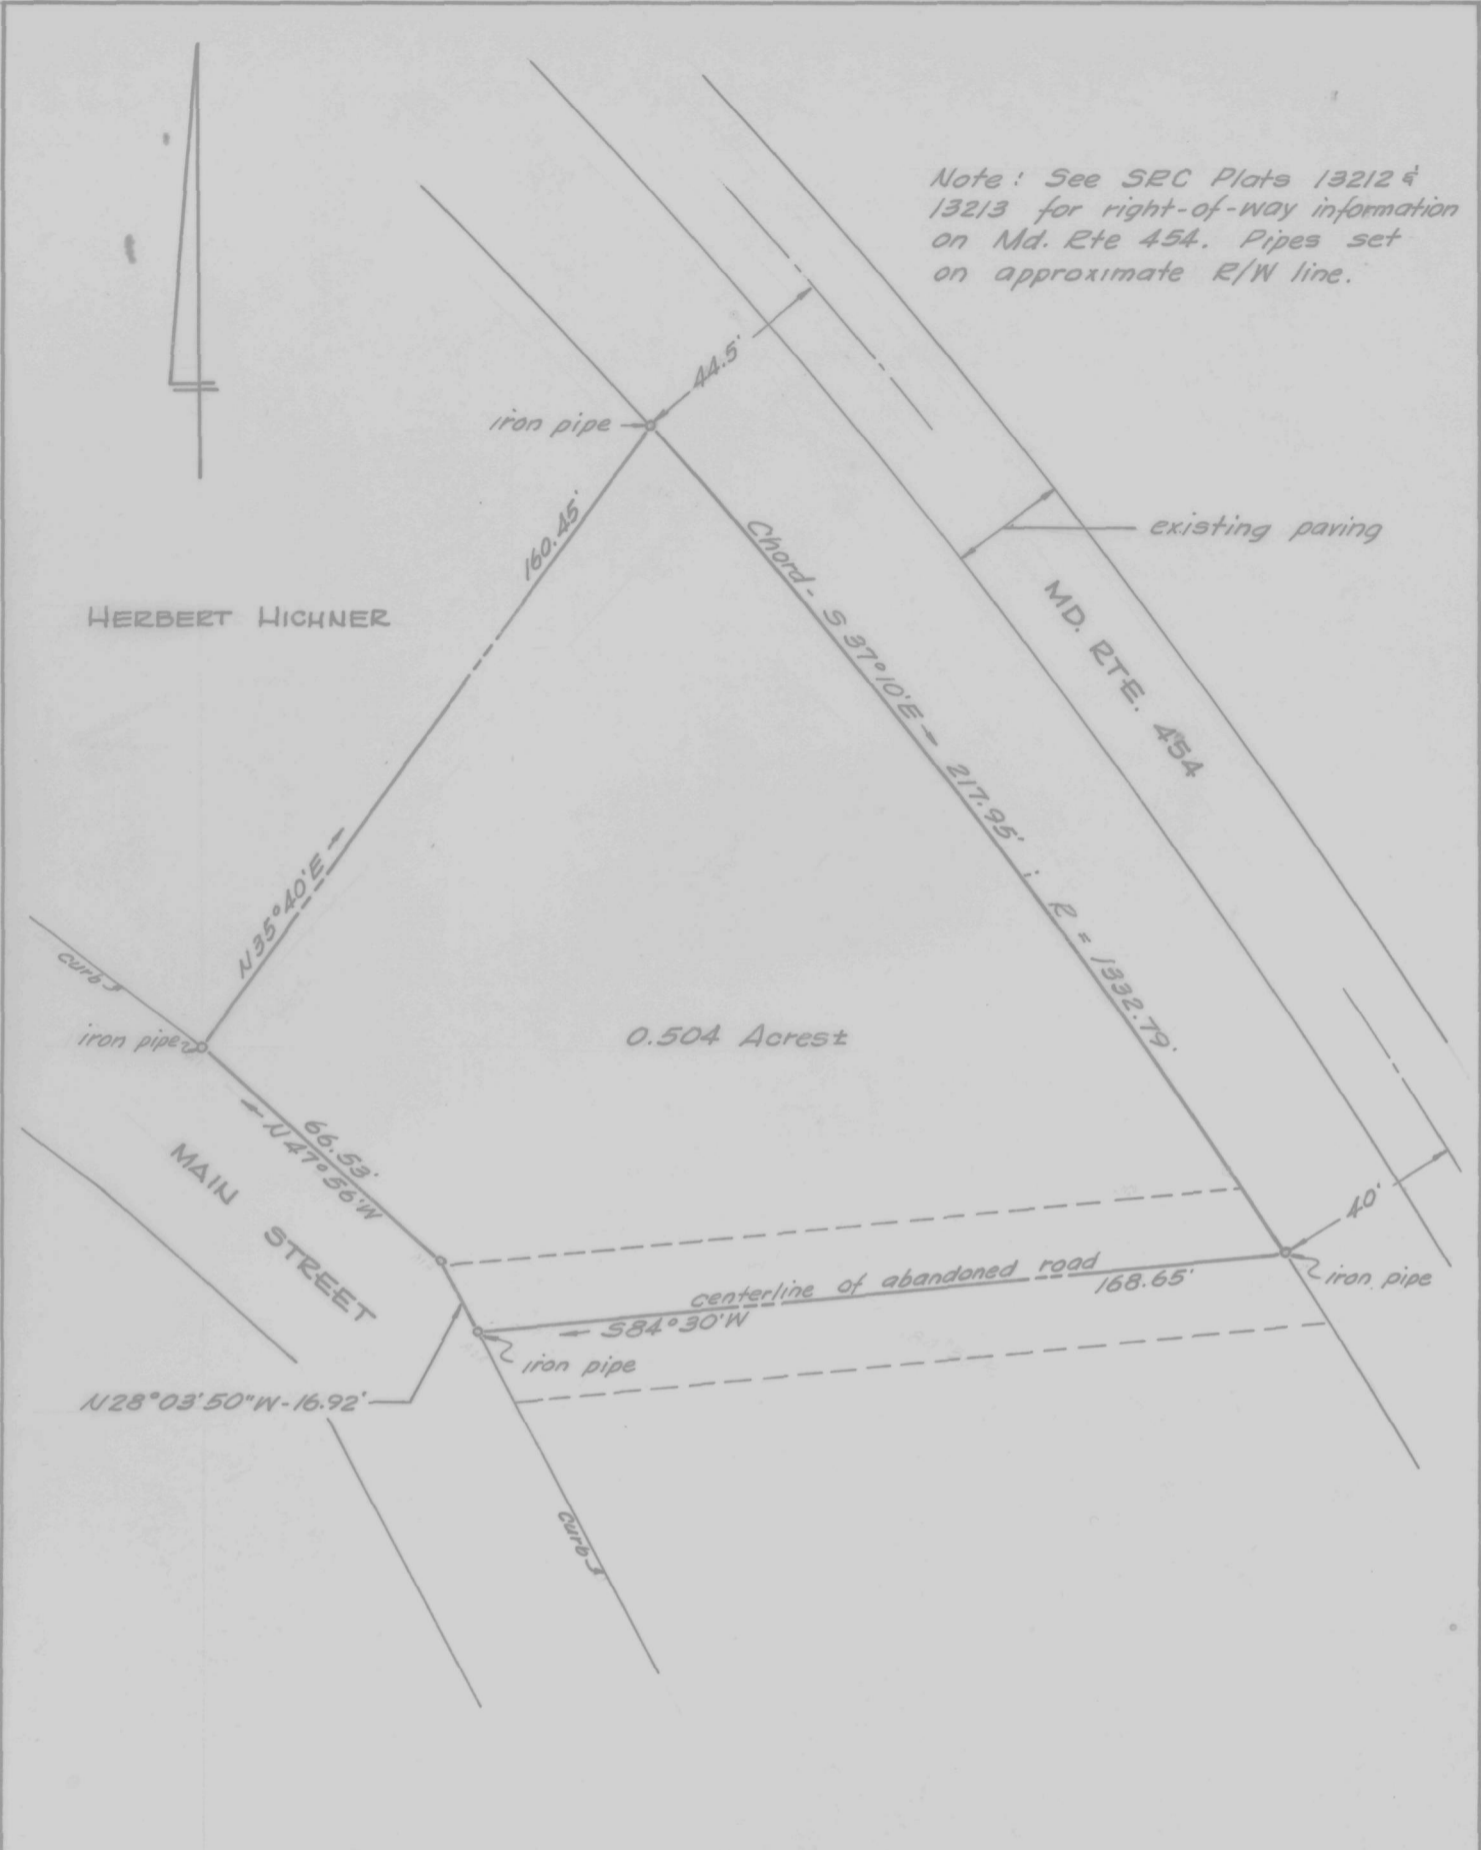 Note: See SRC Plats 13212 &
13213 for right-of-way information
on Md. Rte 454. Pipes set
on approximate R/W line.
44.5'
iron pipe
160.45'
existing paving
Chord- S 37°10'E 217.95' ; R = 1332.79'
MD. RTE. 454
HERBERT HICHNER
N35°40'E
curb
iron pipe
0.504 Acres±
66.53'
N47°56'W
MAIN STREET
40'
centerline of abandoned road
168.65'
iron pipe
S84°30'W
iron pipe
N28°03'50"W-16.92'
curb